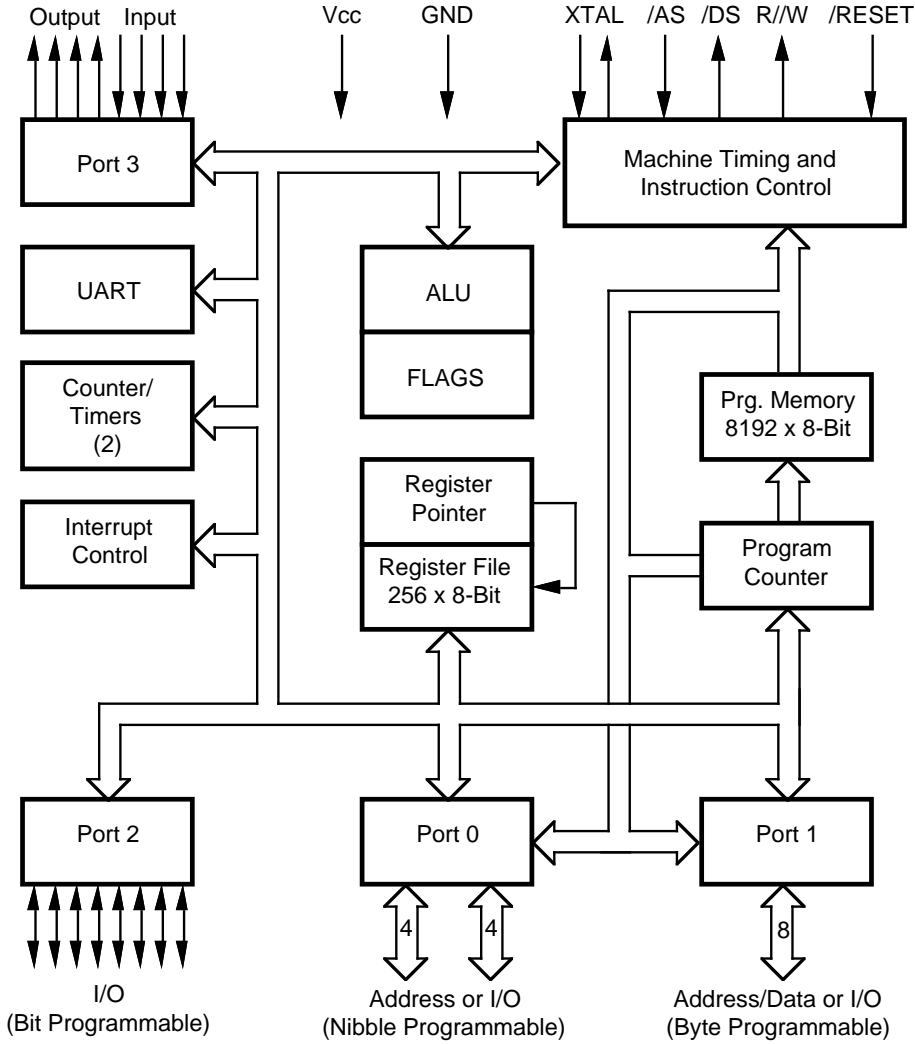 Output Input Vcc GND XTAL /AS /DS R//W /RESET
Port 3
Machine Timing and
Instruction Control
UART
ALU
FLAGS
Counter/
Timers
(2)
Prg. Memory
8192 x 8-Bit
Register
Pointer
Interrupt
Control
Program
Counter
Register File
256 x 8-Bit
Port 2
Port 0
Port 1
4
4
8
I/O
(Bit Programmable)
Address or I/O
(Nibble Programmable)
Address/Data or I/O
(Byte Programmable)